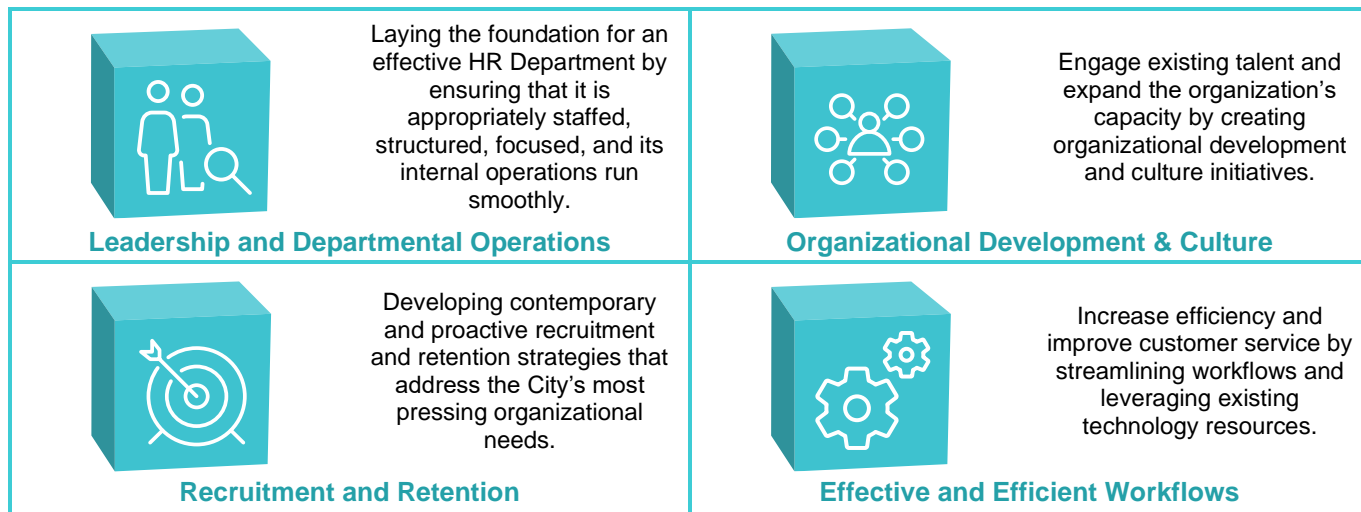 Laying the foundation for an
effective HR Department by
ensuring that it is
appropriately staffed,
structured, focused, and its
internal operations run
smoothly.
Leadership and Departmental Operations
Engage existing talent and
expand the organization's
capacity by creating
organizational development
and culture initiatives.
Organizational Development & Culture
Developing contemporary
and proactive recruitment
and retention strategies that
address the City's most
pressing organizational
needs.
Recruitment and Retention
Increase efficiency and
improve customer service by
streamlining workflows and
leveraging existing
technology resources.
Effective and Efficient Workflows